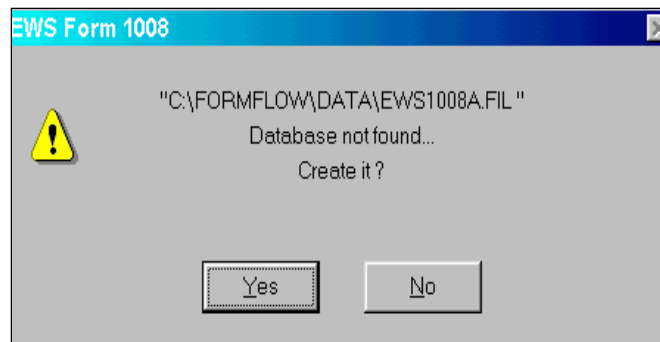 EWS Form 1008
"C:\FORMFLOW\DATA\EWS1008A.FIL "
Database not found...
Create it ?
Yes No